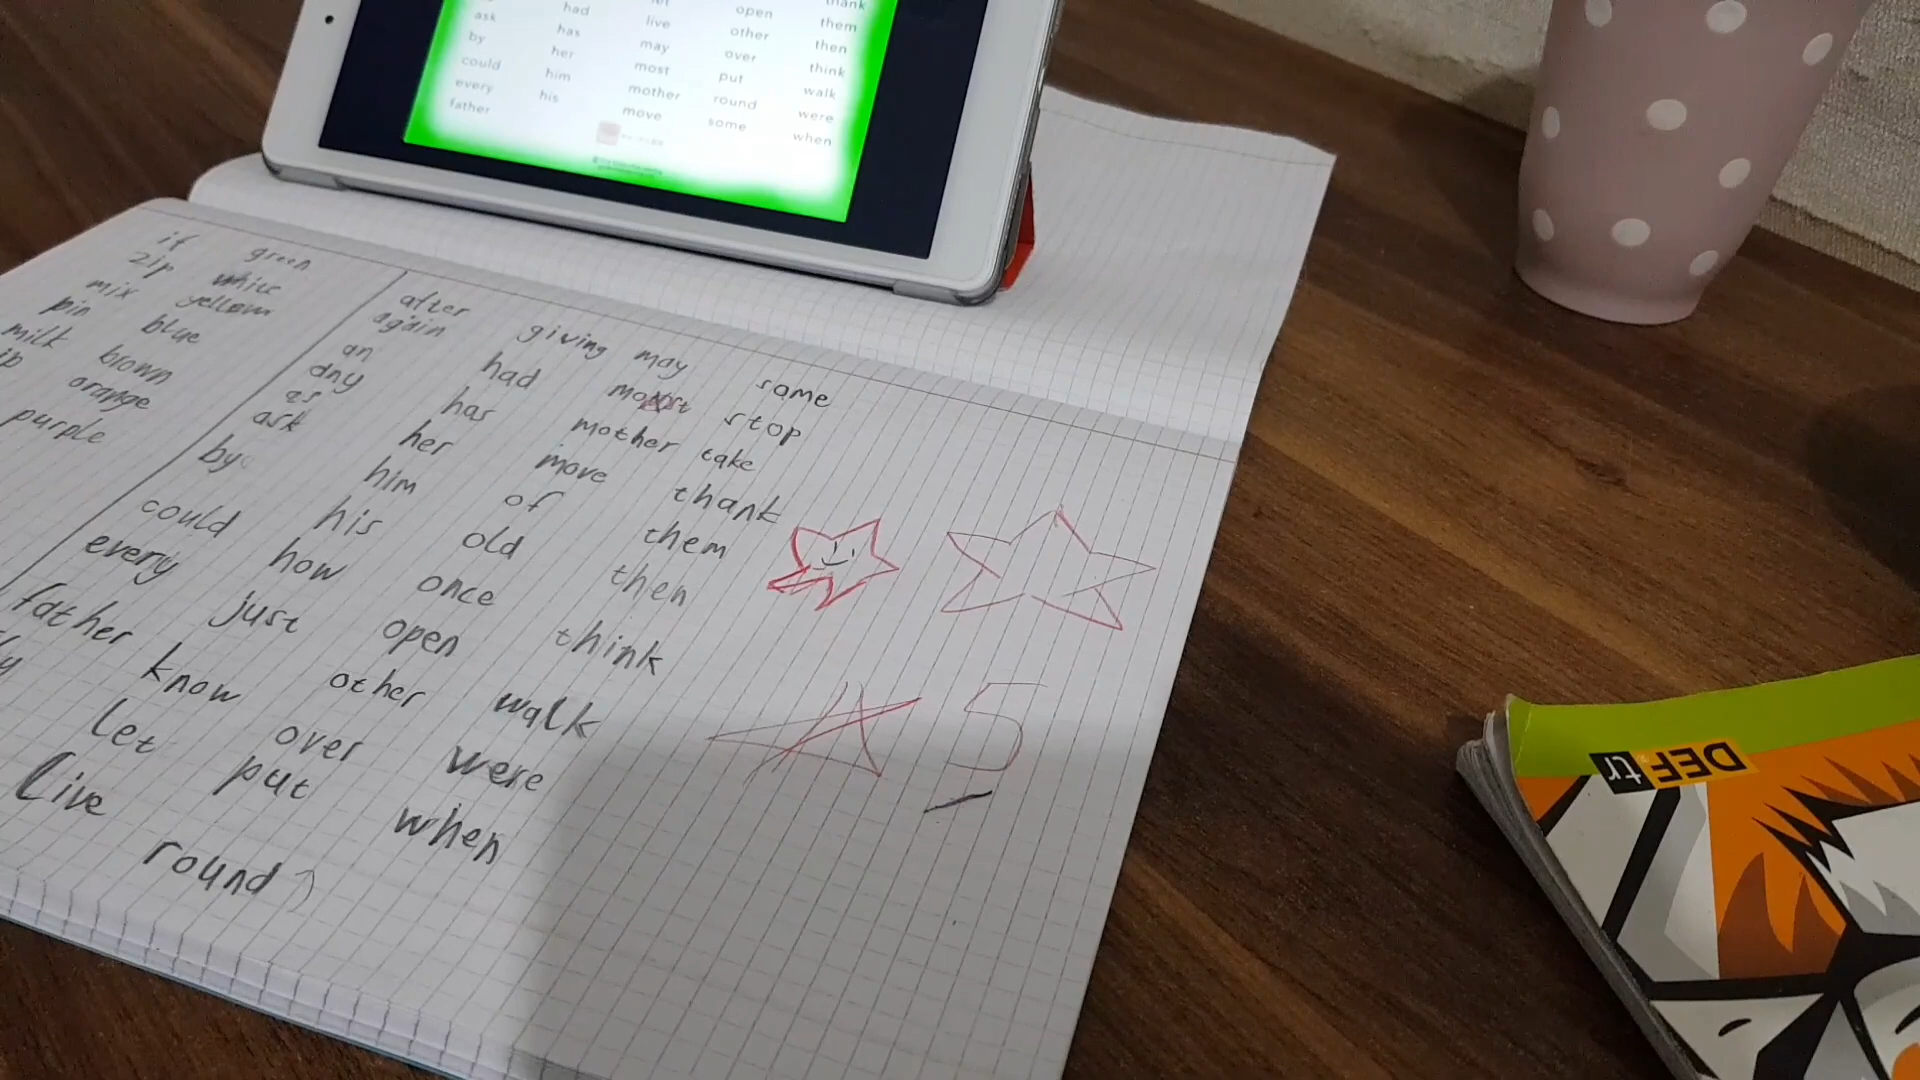 had open thank
ask live other them
by has may over then
could her most put think
every him mother round walk
father his move some were
when
if green
zip white
mix yellow
pin blue
milk brown
ip orange
purple
after giving may some
again had most stop
an has mother take
any her move thank
as him of them
ask his old then
by how once think
could just open walk
every know other were
father let over when
live put
round
5
DEF tr